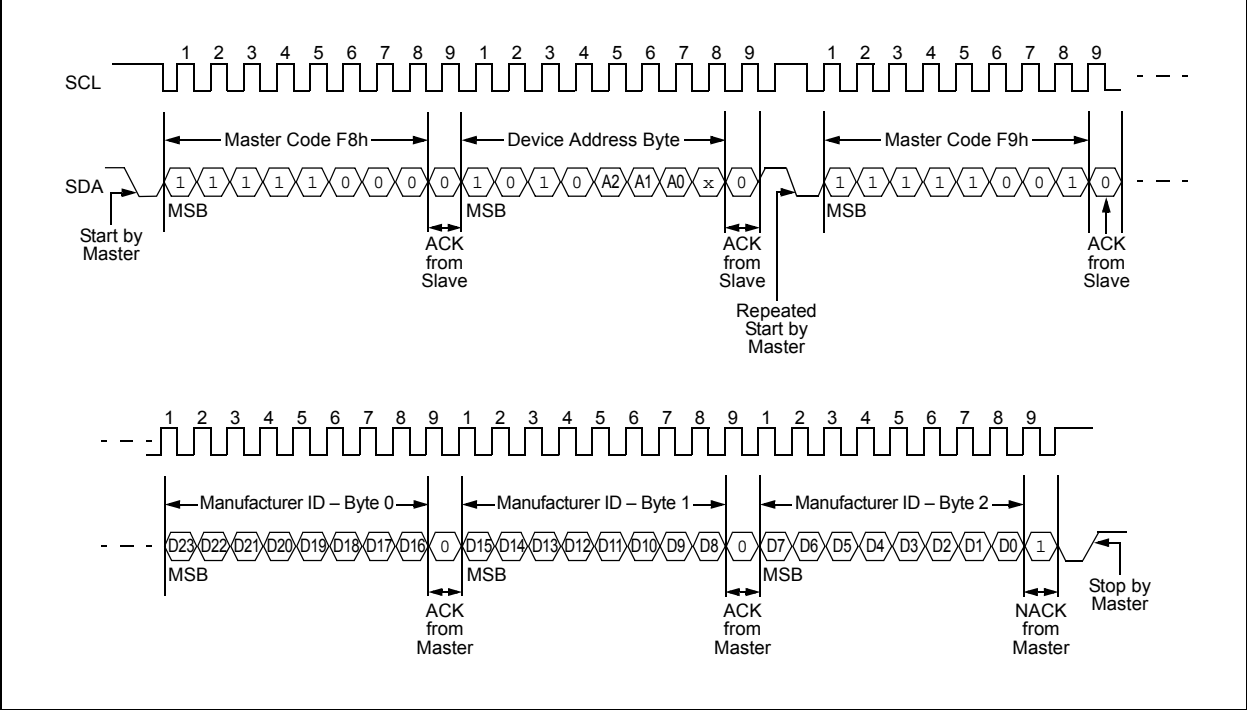 1 2 3 4 5 6 7 8 9 1 2 3 4 5 6 7 8 9 1 2 3 4 5 6 7 8 9
SCL
Master Code F8h Device Address Byte Master Code F9h
SDA 1 1 1 1 1 0 0 0 0 1 0 1 0 A2 A1 A0 x 0 1 1 1 1 1 0 0 1 0
MSB MSB MSB
Start by
Master
ACK
from
Slave
ACK
from
Slave
Repeated
Start by
Master
ACK
from
Slave
1 2 3 4 5 6 7 8 9 1 2 3 4 5 6 7 8 9 1 2 3 4 5 6 7 8 9
Manufacturer ID – Byte 0 Manufacturer ID – Byte 1 Manufacturer ID – Byte 2
D23 D22 D21 D20 D19 D18 D17 D16 0 D15 D14 D13 D12 D11 D10 D9 D8 0 D7 D6 D5 D4 D3 D2 D1 D0 1
MSB MSB MSB
ACK
from
Master
ACK
from
Master
NACK
from
Master
Stop by
Master